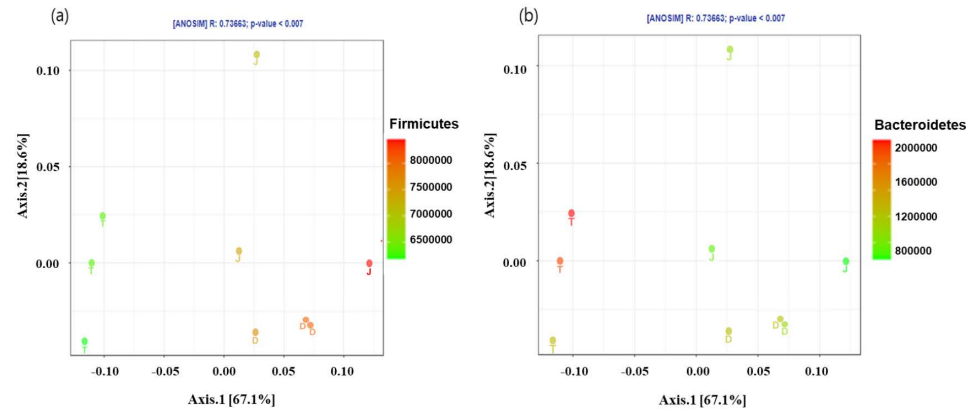 (a)
[ANOSIM] R: 0.73663; p-value < 0.007
J
0.10
Axis.2[18.6%]
0.05
T
J
0.00
T
J
D
D
D
T
-0.10
-0.05
0.00
0.05
0.10
Axis.1 [67.1%]
Firmicutes
8000000
7500000
7000000
6500000
(b)
[ANOSIM] R: 0.73663; p-value < 0.007
J
0.10
Axis.2[18.6%]
0.05
T
J
0.00
T
J
D
D
D
T
-0.10
-0.05
0.00
0.05
0.10
Axis.1 [67.1%]
Bacteroidetes
2000000
1600000
1200000
800000